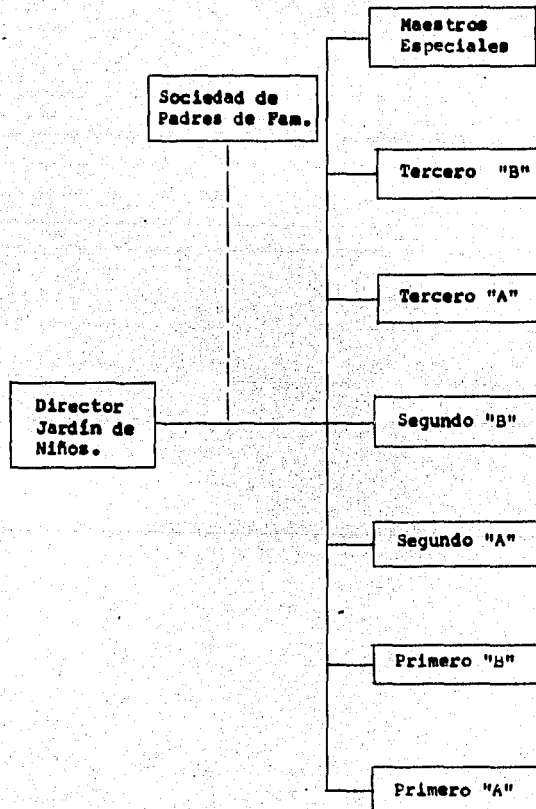 Maestros
Especiales
Sociedad de
Padres de Fam.
Tercero "B"
Tercero "A"
Director
Jardín de
Niños.
Segundo "B"
Segundo "A"
Primero "B"
Primero "A"